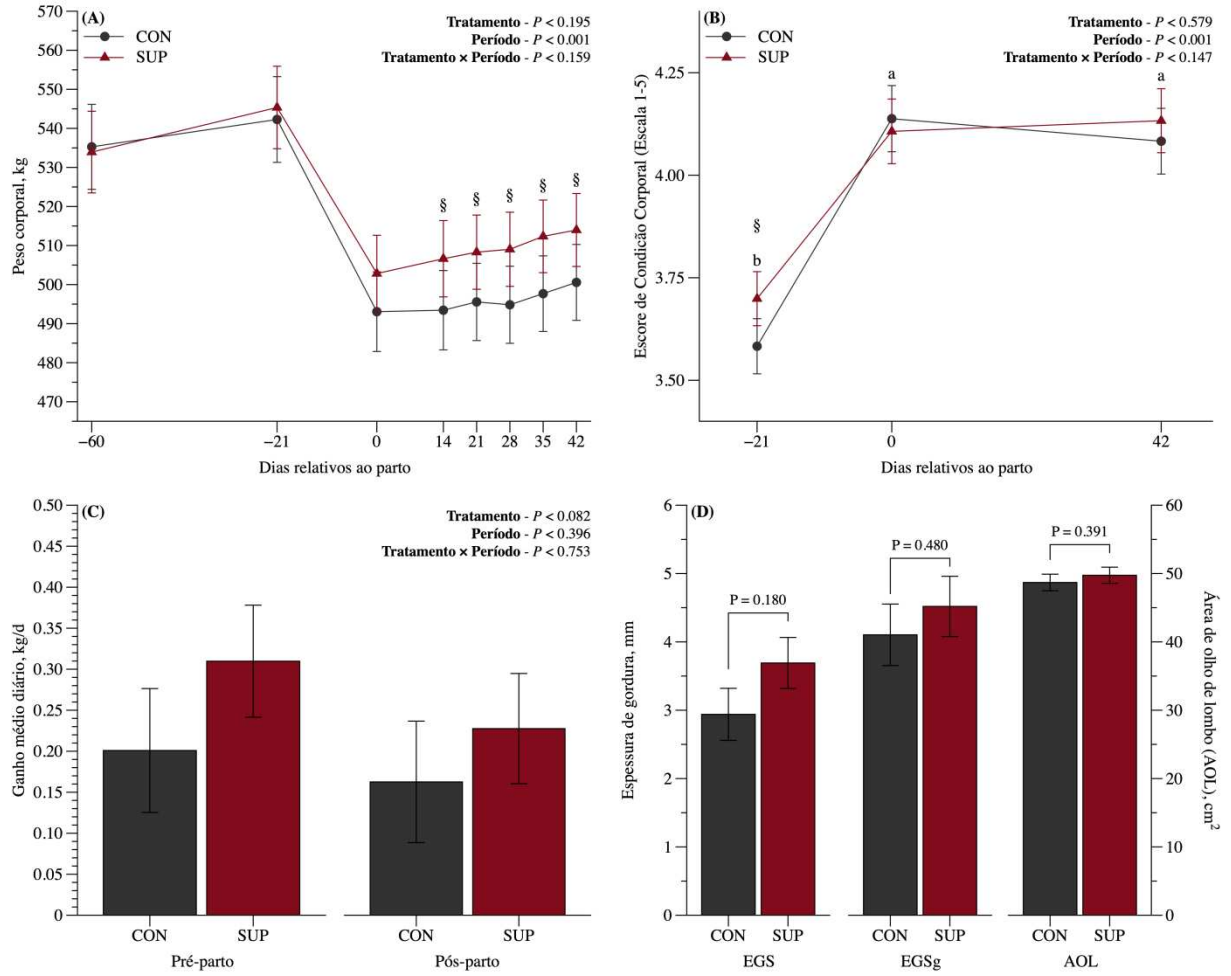 (A)
CON
SUP
Tratamento - P < 0.195
Período - P < 0.001
Tratamento × Período - P < 0.159
Peso corporal, kg
570
560
550
540
530
520
510
500
490
480
470
§ § § § §
−60 −21 0 14 21 28 35 42
Dias relativos ao parto
(B)
CON
SUP
Tratamento - P < 0.579
Período - P < 0.001
Tratamento × Período - P < 0.147
Escore de Condicão Corporal (Escala 1-5)
4.25
4.00
3.75
3.50
a a
§
b
−21 0 42
Dias relativos ao parto
(C)
Tratamento - P < 0.082
Período - P < 0.396
Tratamento × Período - P < 0.753
Ganho médio diário, kg/d
0.50
0.45
0.40
0.35
0.30
0.25
0.20
0.15
0.10
0.05
0
CON SUP CON SUP
Pré-parto Pós-parto
(D)
P = 0.180
P = 0.480
P = 0.391
Espessura de gordura, mm
6
5
4
3
2
1
0
60
50
40
30
20
10
0
Área de olho de lombo (AOL), cm²
CON SUP CON SUP CON SUP
EGS EGSg AOL